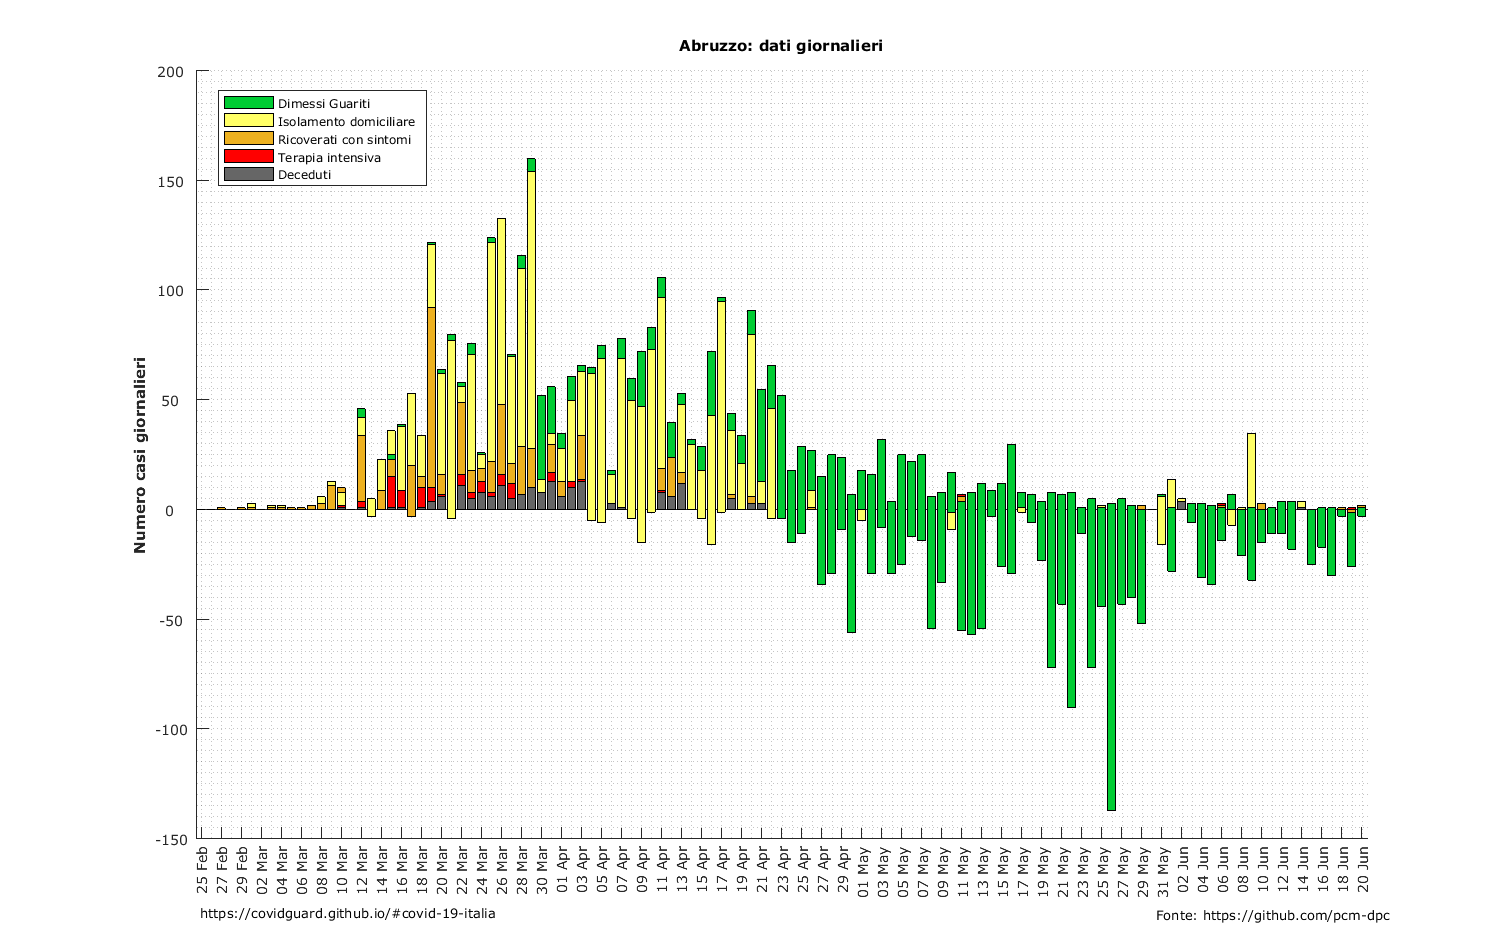 Abruzzo: dati giornalieri
200
150
100
50
0
-50
-100
-150
Numero casi giornalieri
Dimessi Guariti
Isolamento domiciliare
Ricoverati con sintomi
Terapia intensiva
Deceduti
25 Feb
27 Feb
29 Feb
02 Mar
04 Mar
06 Mar
08 Mar
10 Mar
12 Mar
14 Mar
16 Mar
18 Mar
20 Mar
22 Mar
24 Mar
26 Mar
28 Mar
30 Mar
01 Apr
03 Apr
05 Apr
07 Apr
09 Apr
11 Apr
13 Apr
15 Apr
17 Apr
19 Apr
21 Apr
23 Apr
25 Apr
27 Apr
29 Apr
01 May
03 May
05 May
07 May
09 May
11 May
13 May
15 May
17 May
19 May
21 May
23 May
25 May
27 May
29 May
31 May
02 Jun
04 Jun
06 Jun
08 Jun
10 Jun
12 Jun
14 Jun
16 Jun
18 Jun
20 Jun
https://covidguard.github.io/#covid-19-italia
Fonte: https://github.com/pcm-dpc